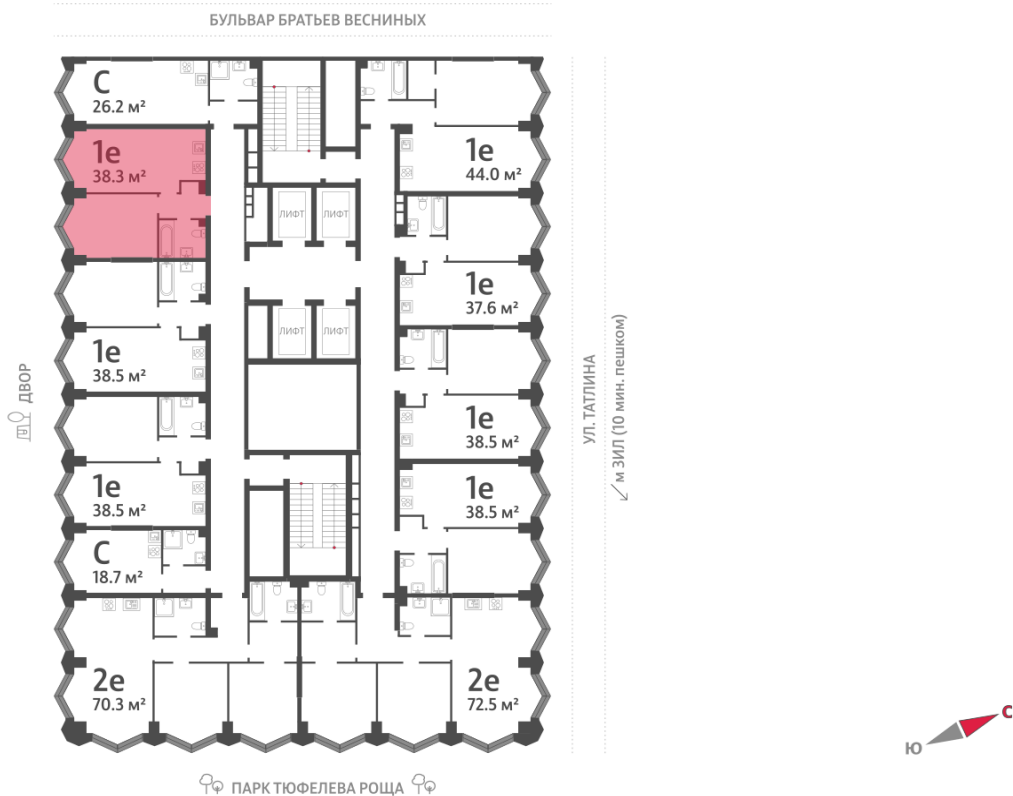 БУЛЬВАР БРАТЬЕВ ВЕСНИНЫХ
С
26.2 м²
1е
38.3 м²
1е
44.0 м²
ЛИФТ
ЛИФТ
1е
37.6 м²
ЛИФТ
ЛИФТ
1е
38.5 м²
ДВОР
УЛ. ТАТЛИНА
м ЗИЛ (10 мин. пешком)
1е
38.5 м²
1е
38.5 м²
1е
38.5 м²
С
18.7 м²
2е
70.3 м²
2е
72.5 м²
С
Ю
ПАРК ТЮФЕЛЕВА РОЩА